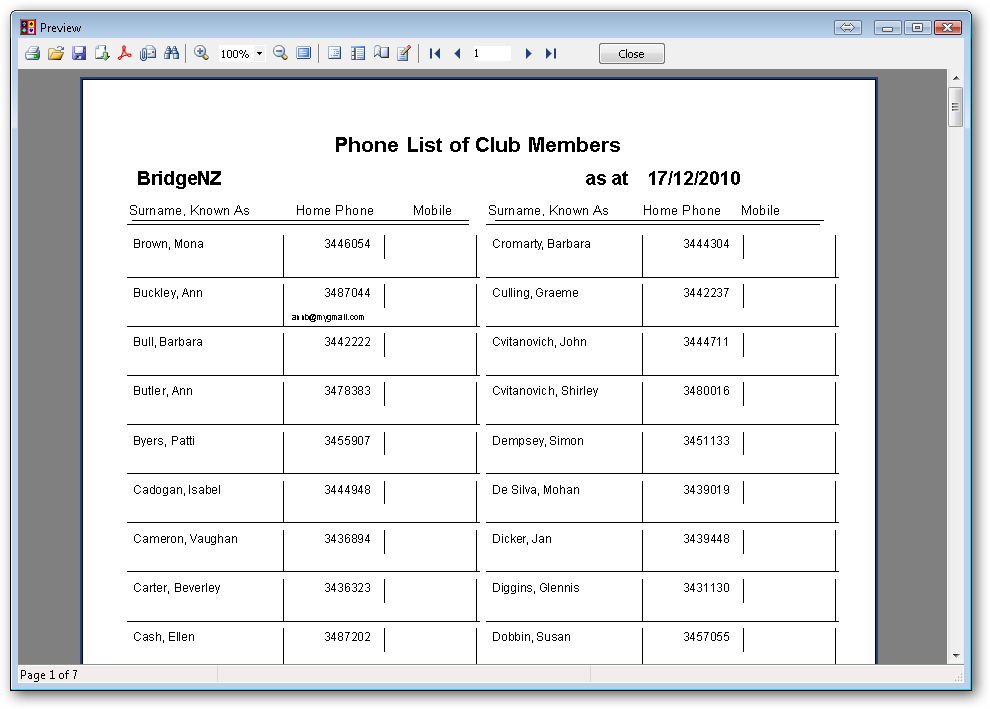 Preview
100% 1 Close
Phone List of Club Members
BridgeNZ as at 17/12/2010
Surname, Known As Home Phone Mobile Surname, Known As Home Phone Mobile
Brown, Mona 3446054 Cromarty, Barbara 3444304
Buckley, Ann 3487044 Culling, Graeme 3442237
annb@mygmail.com
Bull, Barbara 3442222 Cvitanovich, John 3444711
Butler, Ann 3478383 Cvitanovich, Shirley 3480016
Byers, Patti 3455907 Dempsey, Simon 3451133
Cadogan, Isabel 3444948 De Silva, Mohan 3439019
Cameron, Vaughan 3436894 Dicker, Jan 3439448
Carter, Beverley 3436323 Diggins, Glennis 3431130
Cash, Ellen 3487202 Dobbin, Susan 3457055
Page 1 of 7